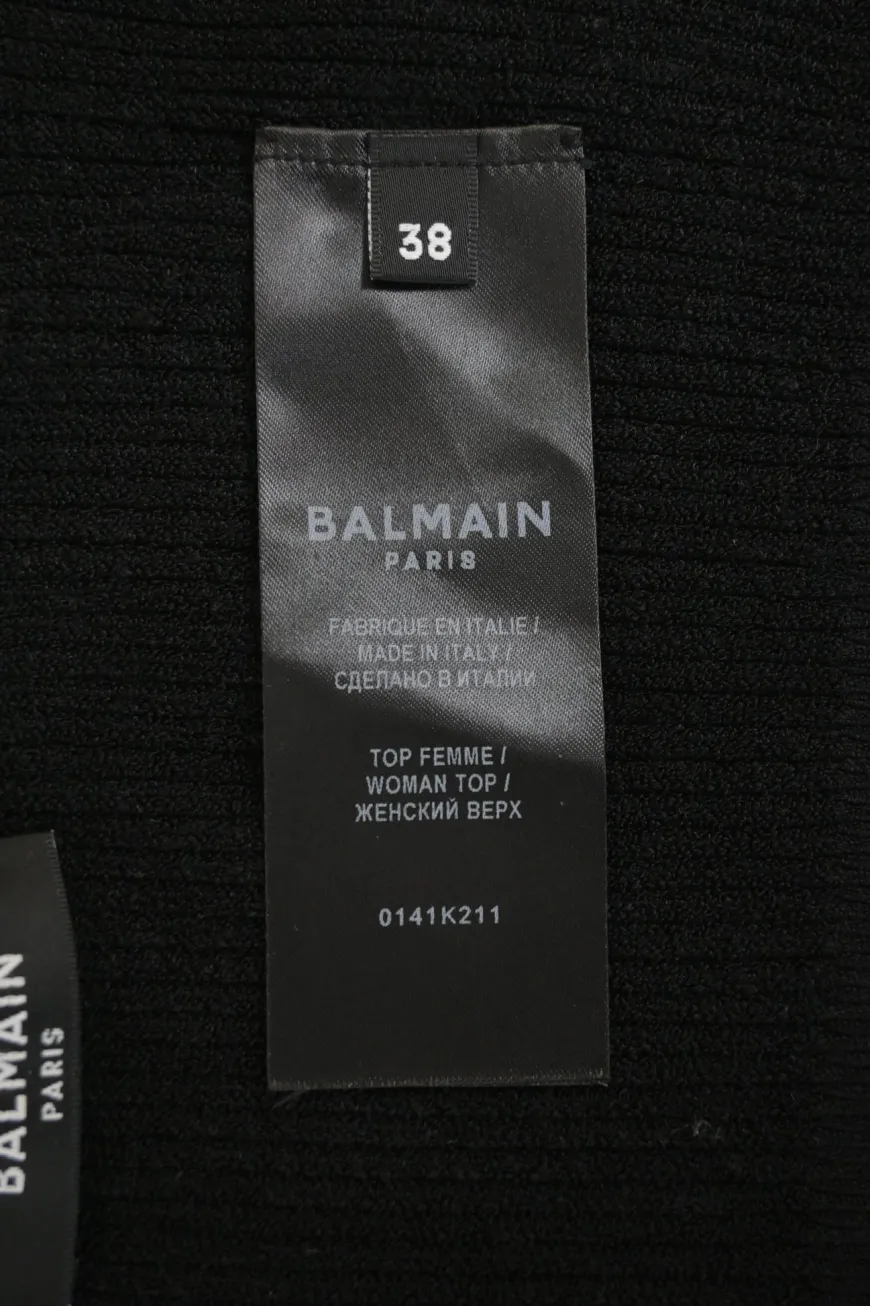 38
BALMAIN
PARIS
FABRIQUE EN ITALIE /
MADE IN ITALY /
СДЕЛАНО В ИТАЛИИ
TOP FEMME /
WOMAN TOP /
ЖЕНСКИЙ ВЕРХ
0141K211
BALMAIN
PARIS